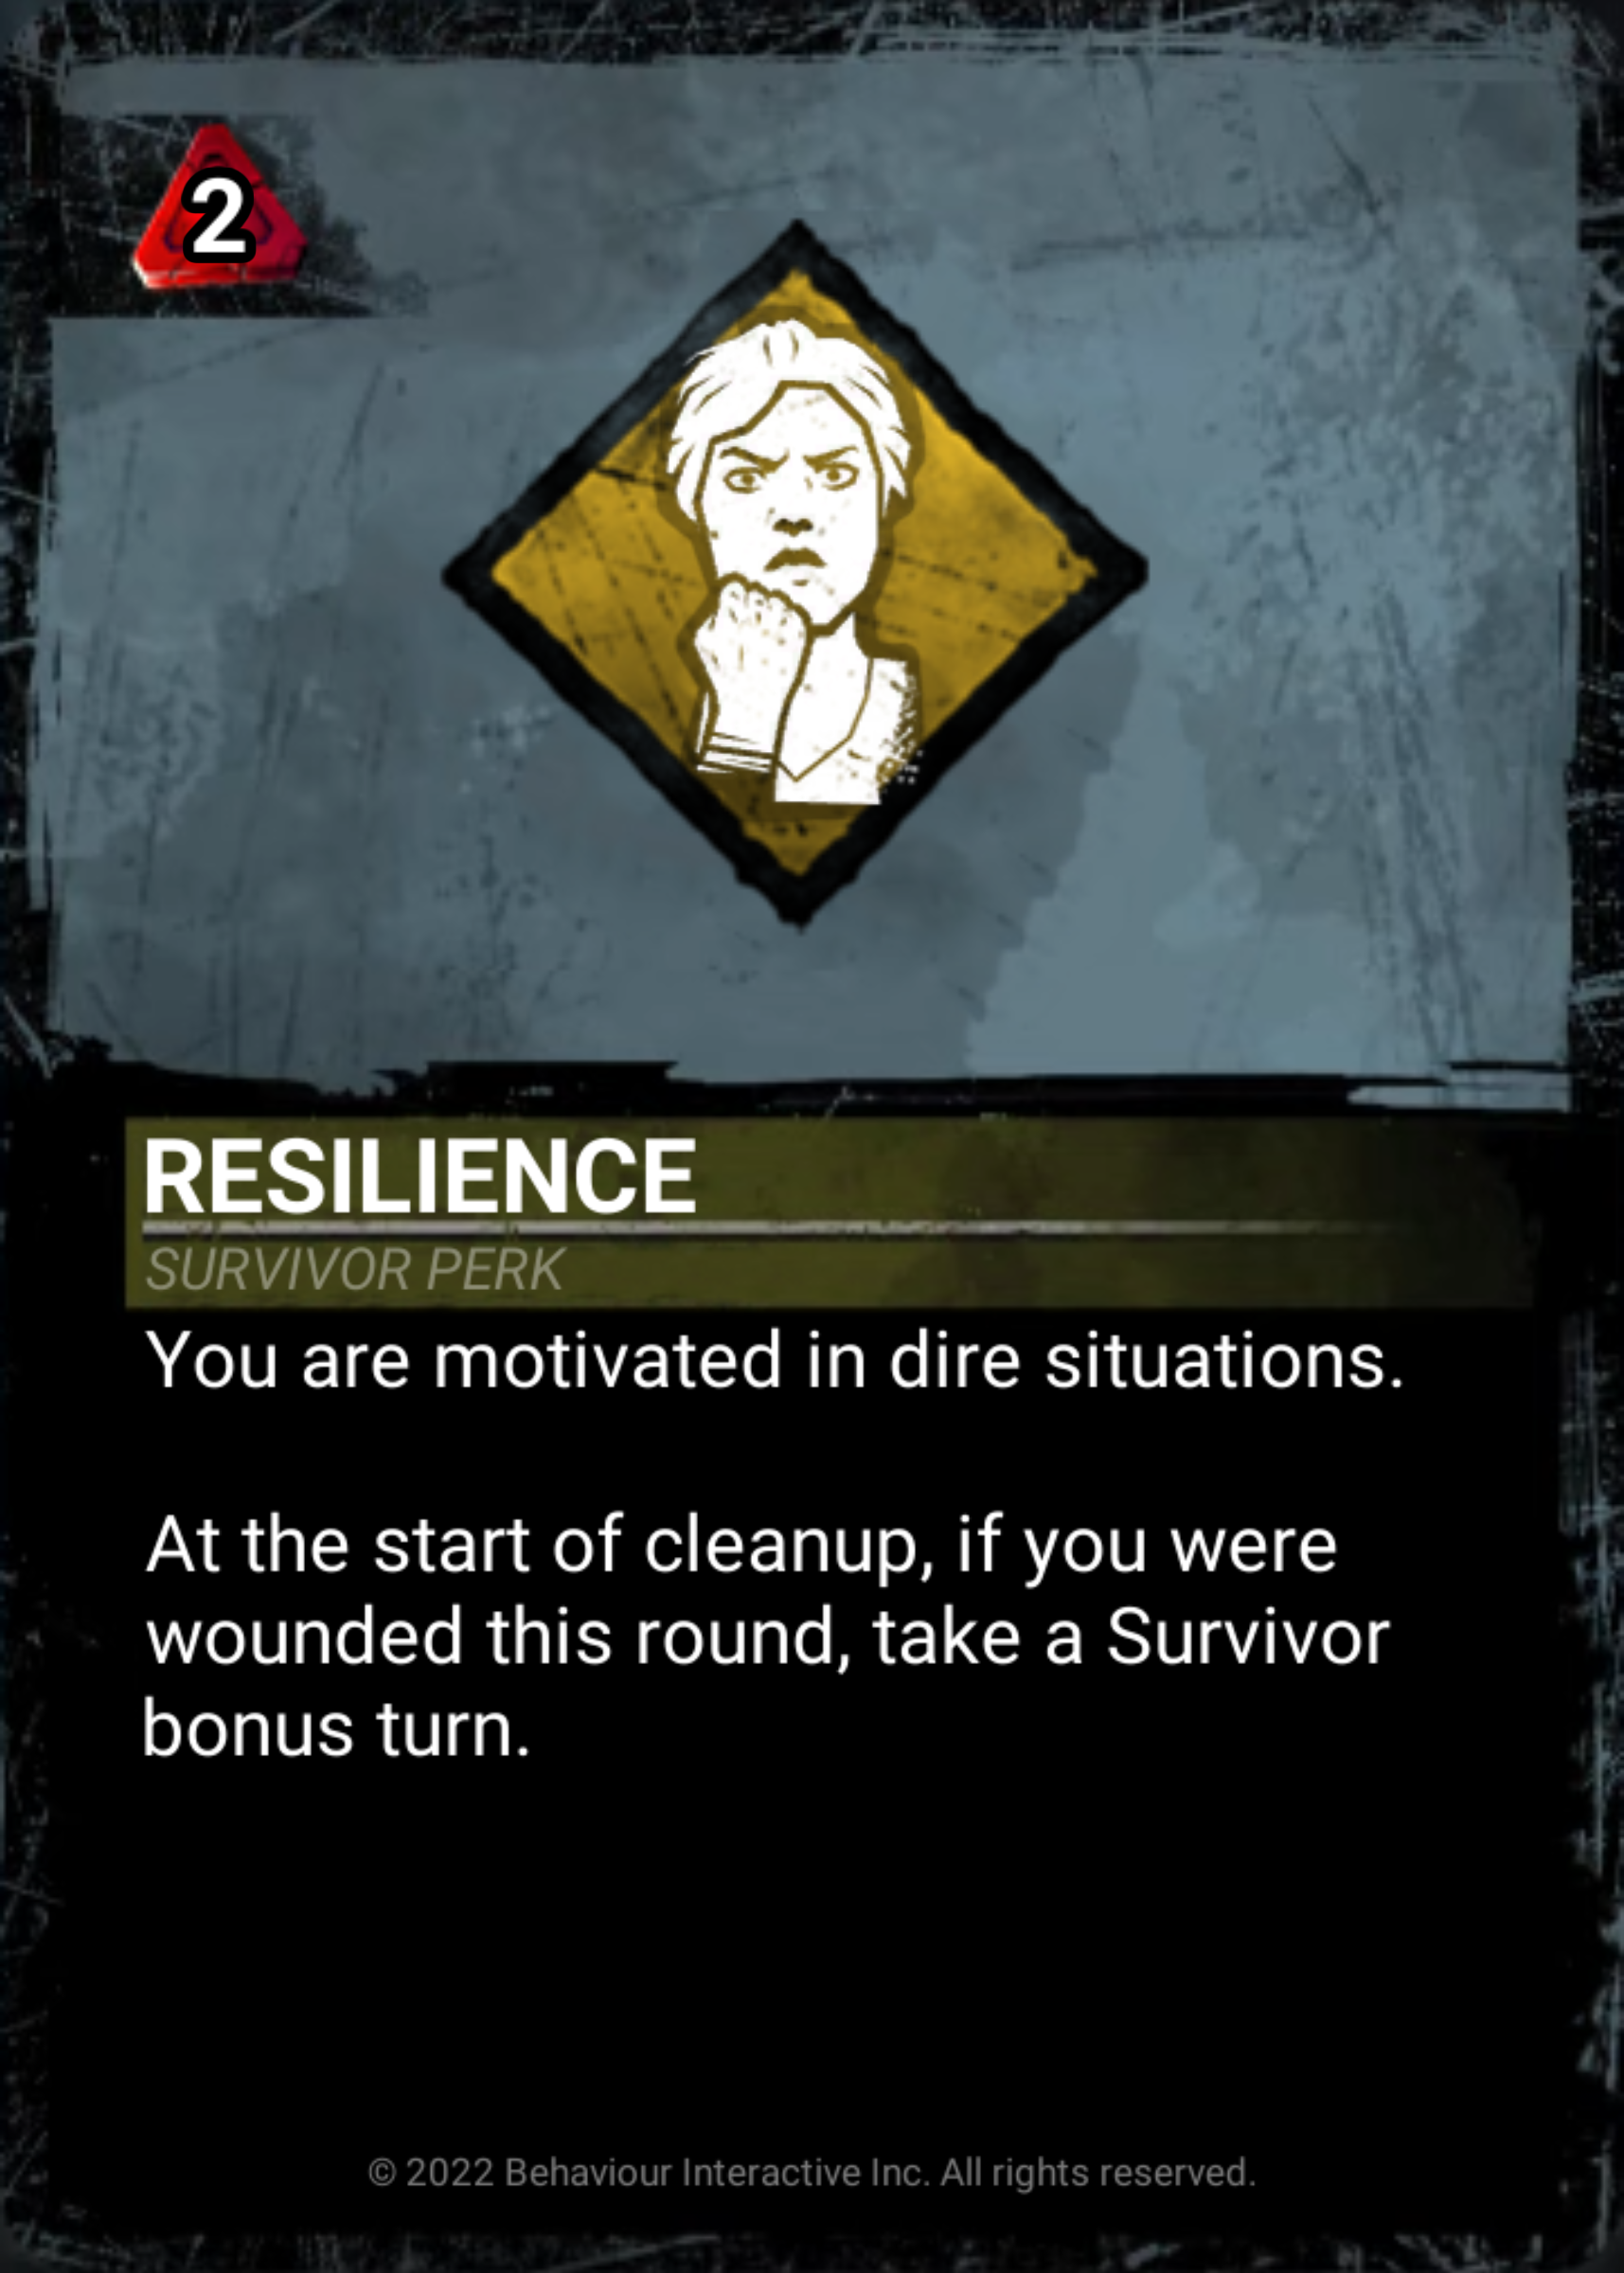 2
RESILIENCE
SURVIVOR PERK
You are motivated in dire situations.
At the start of cleanup, if you were
wounded this round, take a Survivor
bonus turn.
© 2022 Behaviour Interactive Inc. All rights reserved.